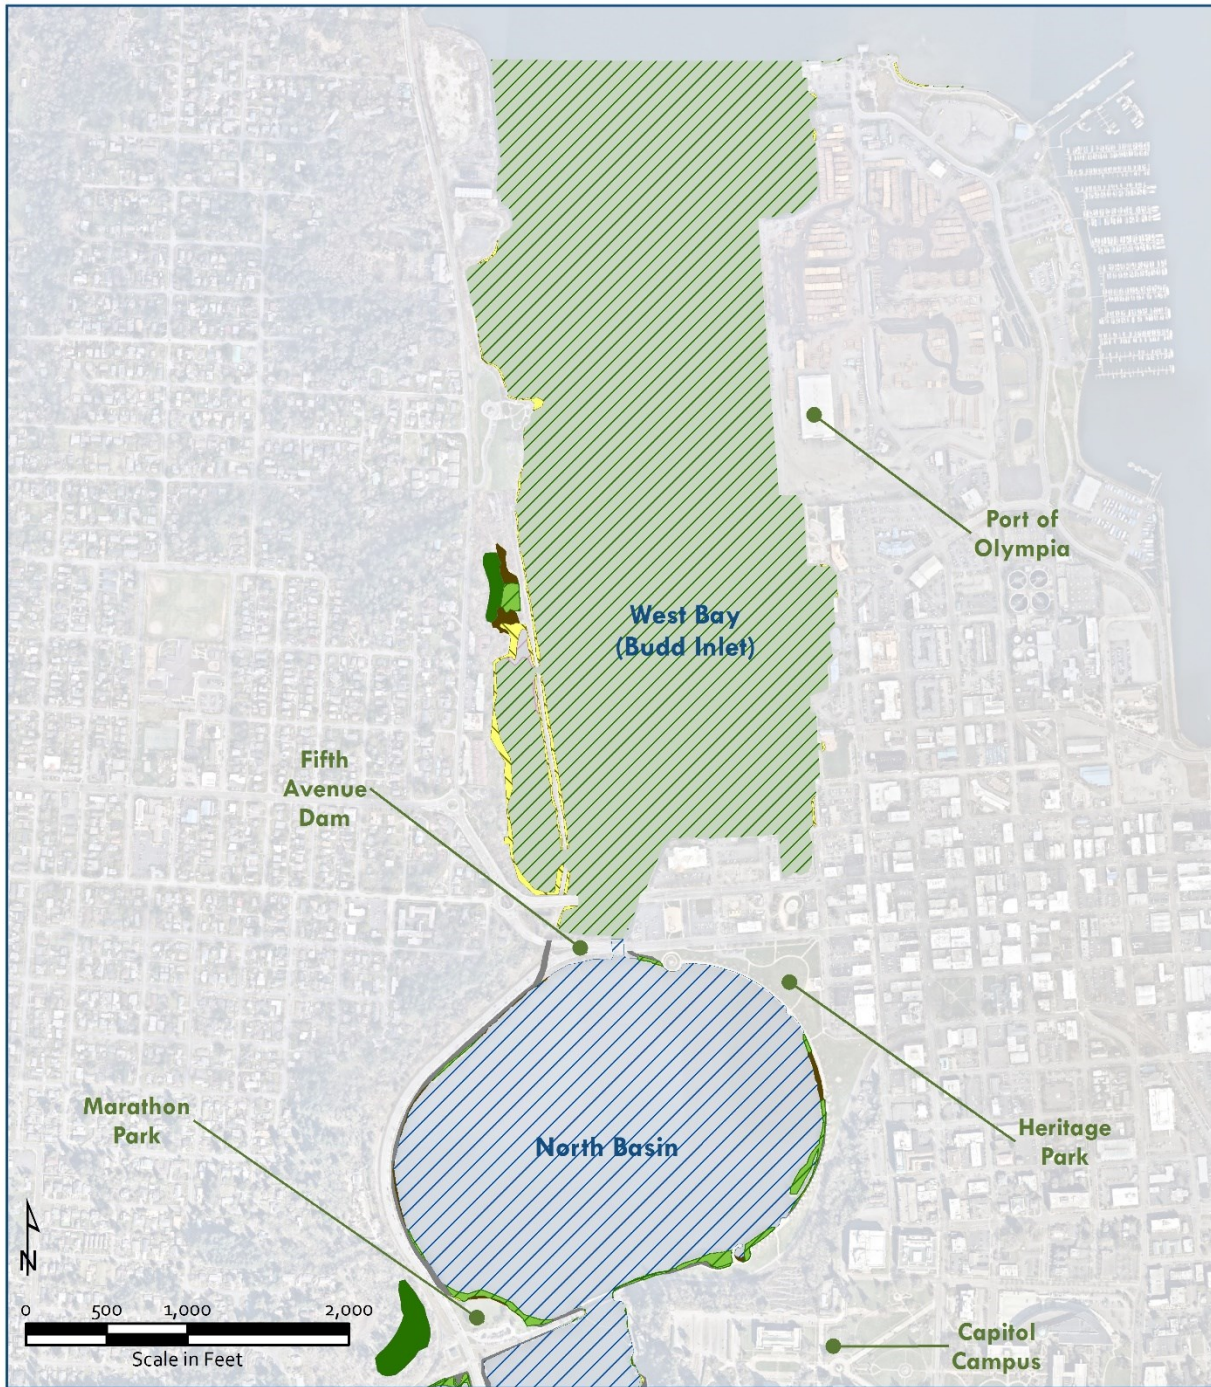 Port of
Olympia
West Bay
(Budd Inlet)
Fifth
Avenue
Dam
Marathon
Park
North Basin
Heritage
Park
N
0 500 1,000 2,000
Scale in Feet
Capitol
Campus